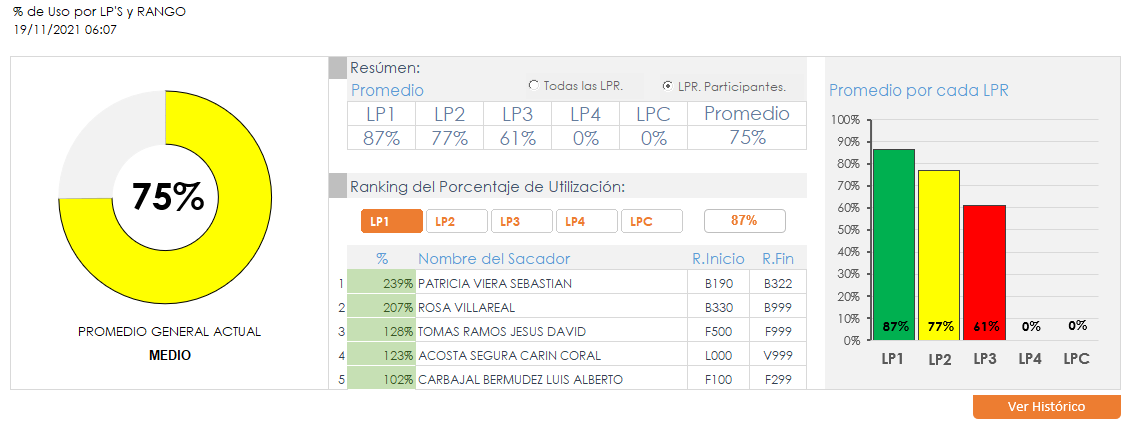 % de Uso por LP'S y RANGO
19/11/2021 06:07
75%
PROMEDIO GENERAL ACTUAL
MEDIO
Resúmen:
Promedio
Todas las LPR.
LPR. Participantes.
LP1 LP2 LP3 LP4 LPC Promedio
87% 77% 61% 0% 0% 75%
Ranking del Porcentaje de Utilización:
LP1 LP2 LP3 LP4 LPC 87%
% Nombre del Sacador R.Inicio R.Fin
1 239% PATRICIA VIERA SEBASTIAN B190 B322
2 207% ROSA VILLAREAL B330 B999
3 128% TOMAS RAMOS JESUS DAVID F500 F999
4 123% ACOSTA SEGURA CARIN CORAL L000 V999
5 102% CARBAJAL BERMUDEZ LUIS ALBERTO F100 F299
Promedio por cada LPR
100%
90%
80%
70%
60%
50%
40%
30%
20%
10%
0%
87% 77% 61% 0% 0%
LP1 LP2 LP3 LP4 LPC
Ver Histórico